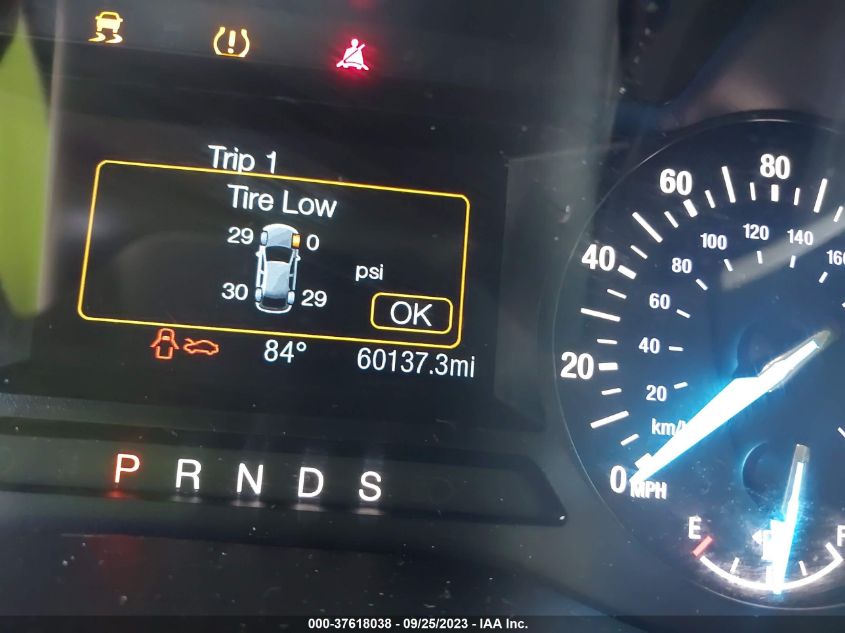 Trip 1
Tire Low
29 0
psi
30 29
OK
84° 60137.3mi
P R N D S
0 20 40 60 80
20 40 60 80 100 120 140
MPH
E
000-37618038 - 09/25/2023 - IAA Inc.